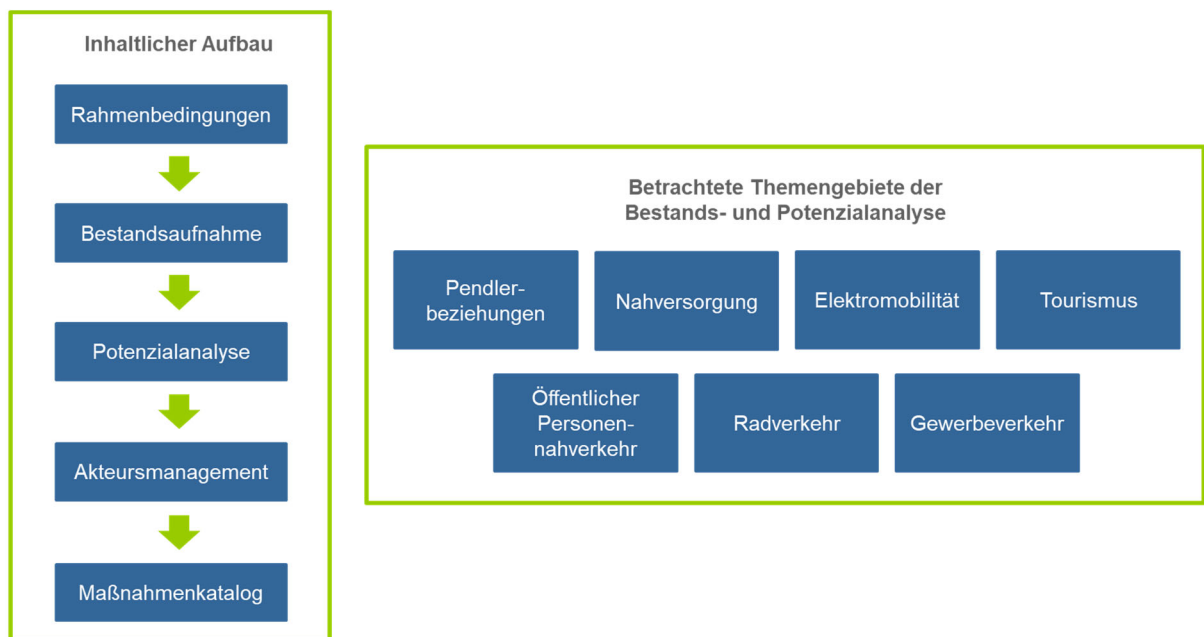 Inhaltlicher Aufbau
Rahmenbedingungen
Bestandsaufnahme
Potenzialanalyse
Akteursmanagement
Maßnahmenkatalog
Betrachtete Themengebiete der
Bestands- und Potenzialanalyse
Pendler-
beziehungen
Nahversorgung
Elektromobilität
Tourismus
Öffentlicher
Personen-
nahverkehr
Radverkehr
Gewerbeverkehr